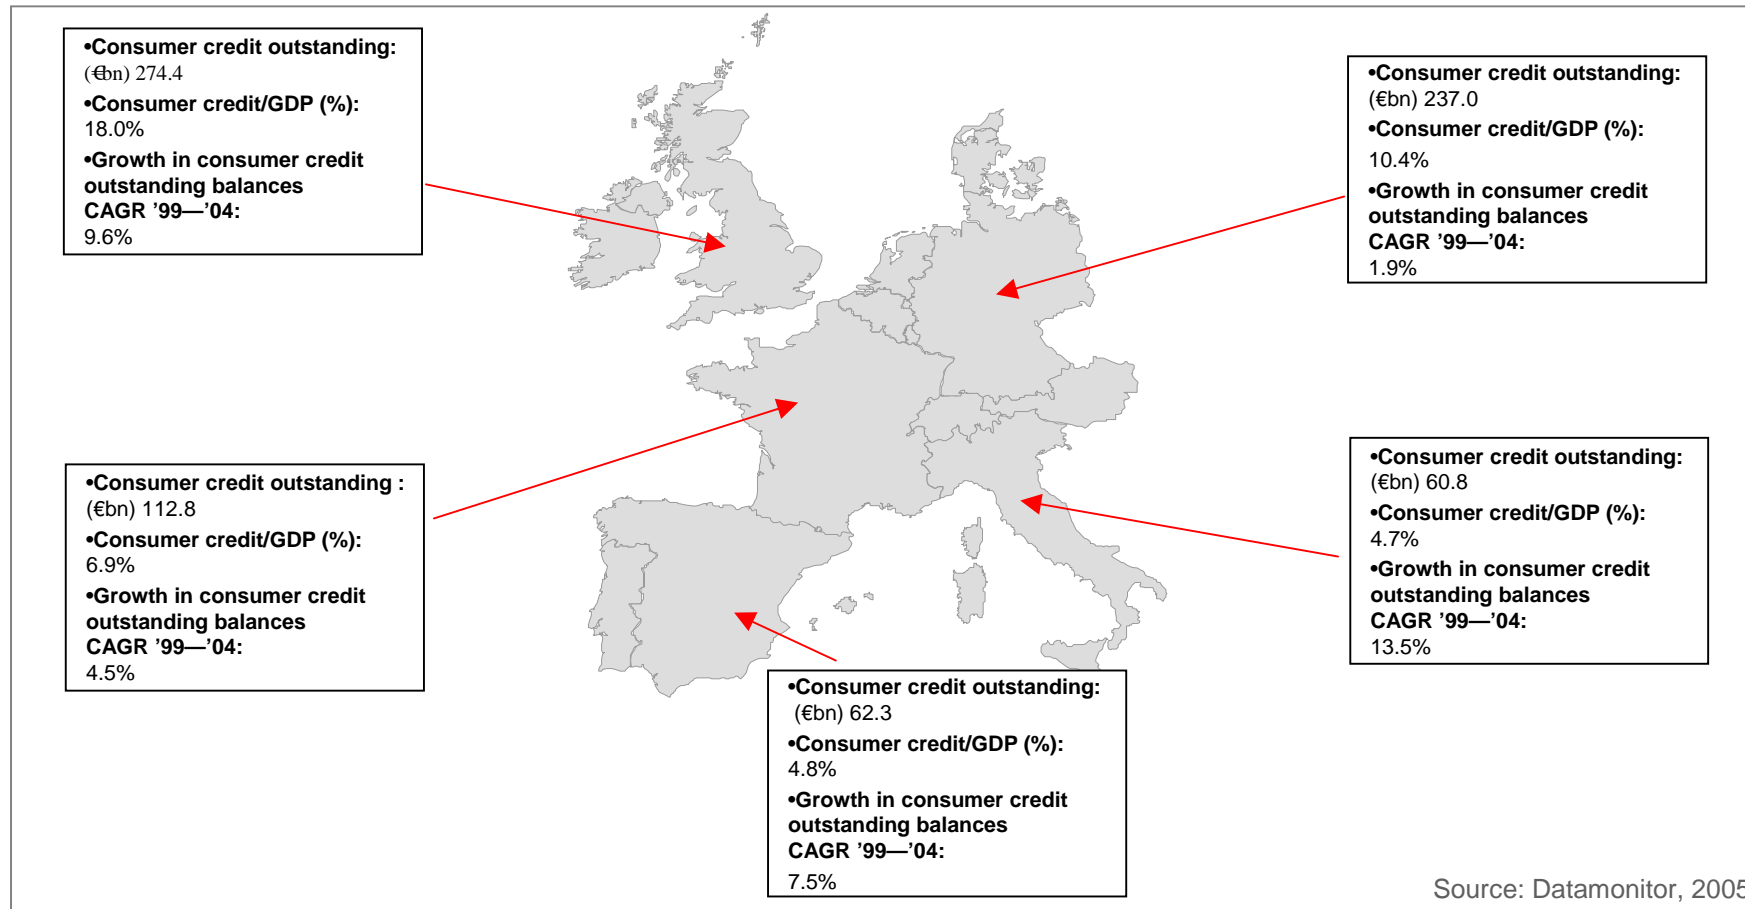 •Consumer credit outstanding:
(€bn) 274.4
•Consumer credit/GDP (%):
18.0%
•Growth in consumer credit
outstanding balances
CAGR ’99—’04:
9.6%
•Consumer credit outstanding:
(€bn) 237.0
•Consumer credit/GDP (%):
10.4%
•Growth in consumer credit
outstanding balances
CAGR ’99—’04:
1.9%
•Consumer credit outstanding :
(€bn) 112.8
•Consumer credit/GDP (%):
6.9%
•Growth in consumer credit
outstanding balances
CAGR ’99—’04:
4.5%
•Consumer credit outstanding:
(€bn) 60.8
•Consumer credit/GDP (%):
4.7%
•Growth in consumer credit
outstanding balances
CAGR ’99—’04:
13.5%
•Consumer credit outstanding:
(€bn) 62.3
•Consumer credit/GDP (%):
4.8%
•Growth in consumer credit
outstanding balances
CAGR ’99—’04:
7.5%
Source: Datamonitor, 2005